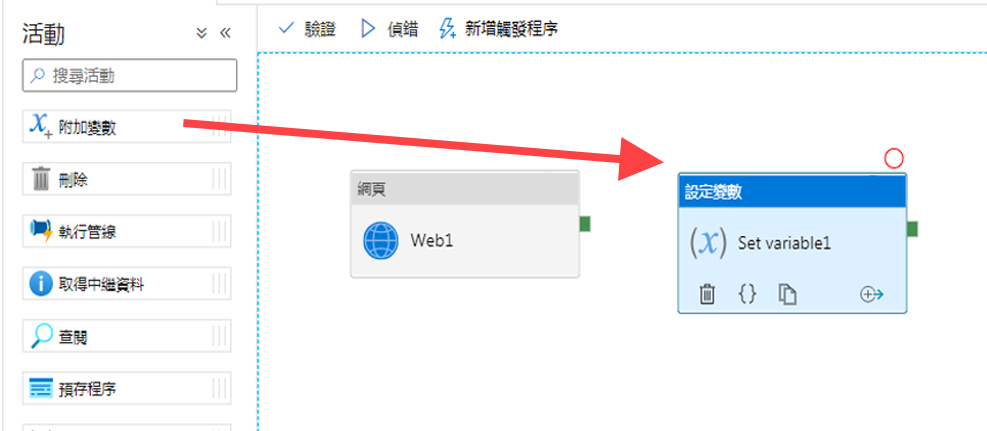 活動
驗證
偵錯
新增觸發程序
搜尋活動
附加變數
刪除
執行管線
取得中繼資料
查閱
預存程序
網頁
Web1
設定變數
(x)
Set variable1
{}